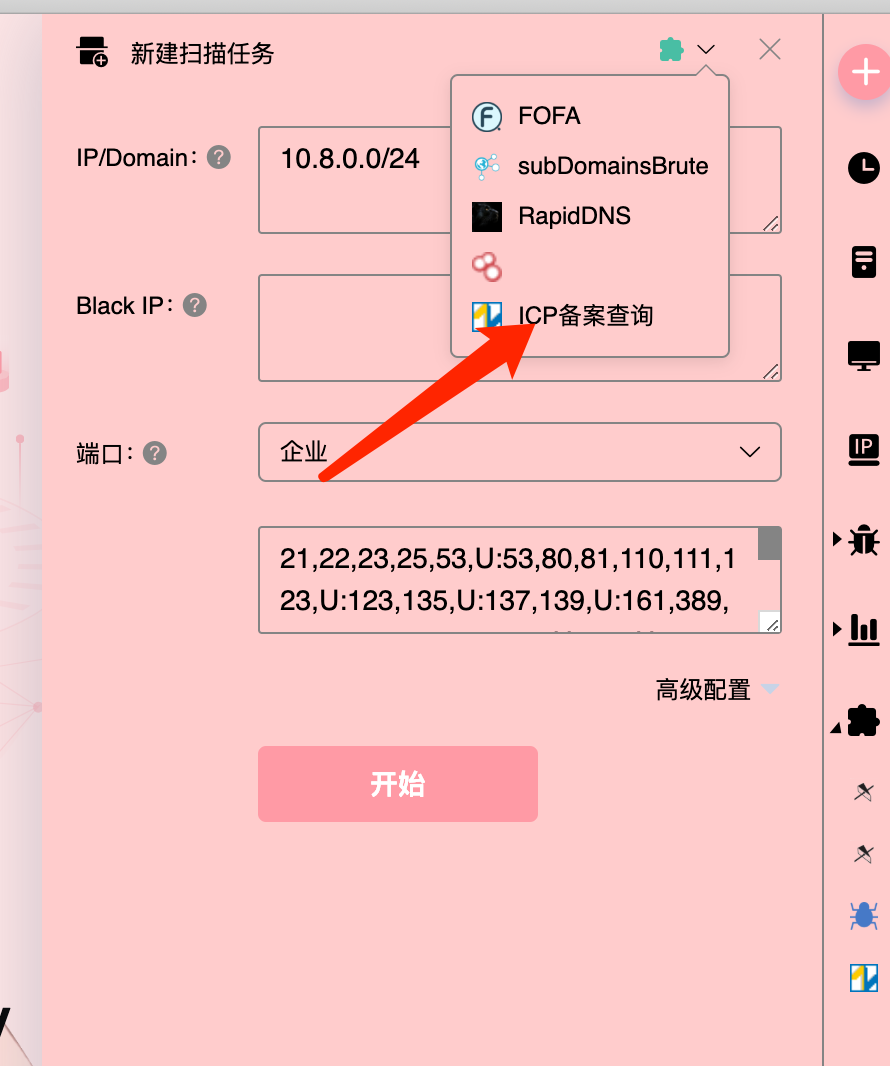 新建扫描任务
FOFA
subDomainsBrute
RapidDNS
ICP备案查询
IP/Domain:
?
10.8.0.0/24
Black IP:
?
端口:
?
企业
21,22,23,25,53,U:53,80,81,110,111,1
23,U:123,135,U:137,139,U:161,389,
高级配置
开始
IP